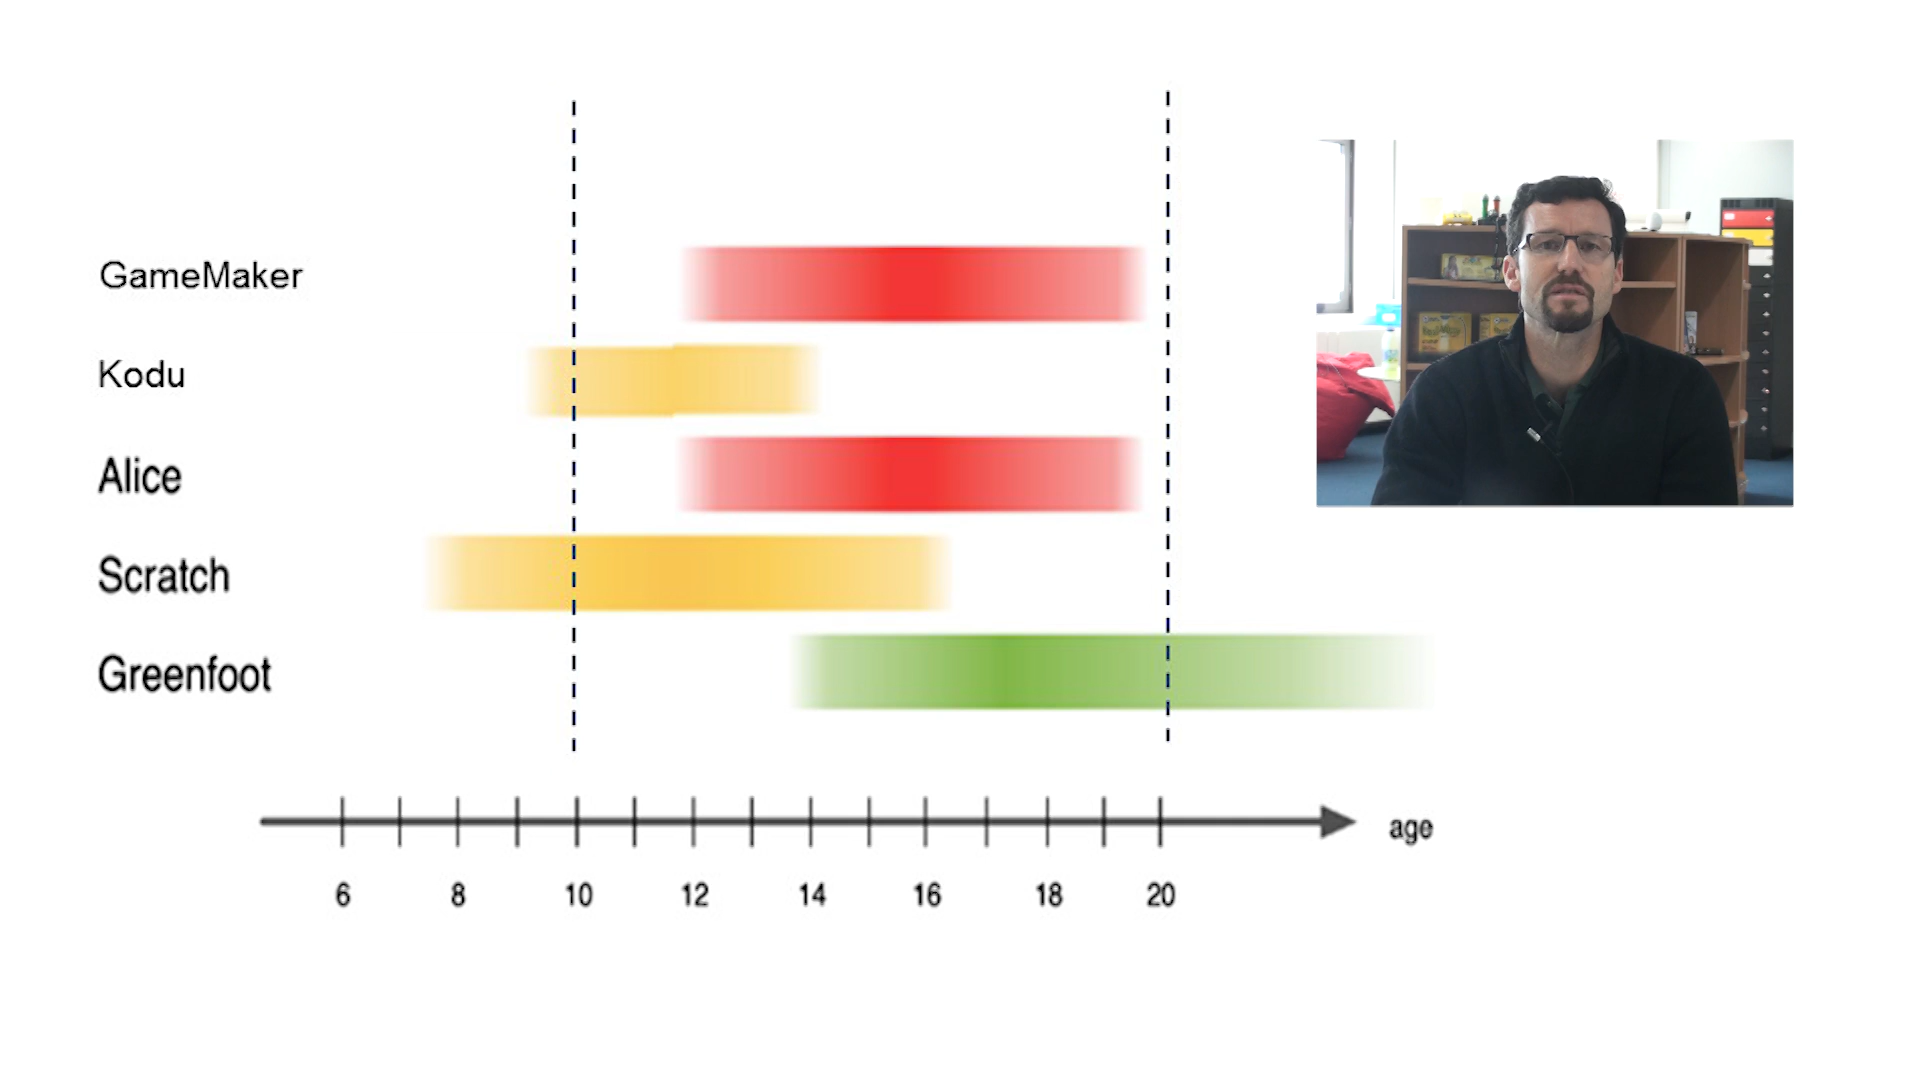 GameMaker
Kodu
Alice
Scratch
Greenfoot
age
6 8 10 12 14 16 18 20